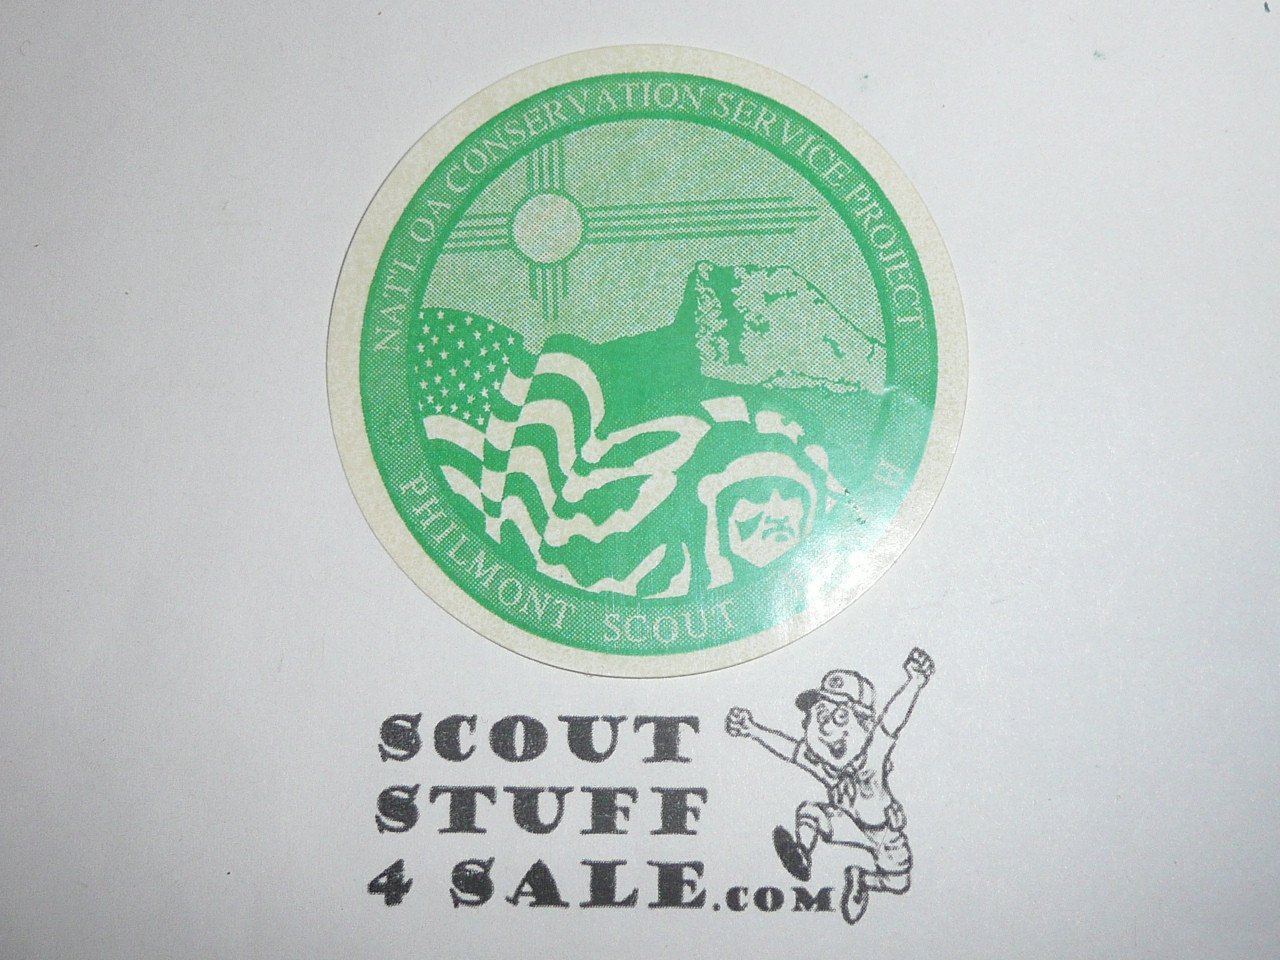 NAT'L OA CONSERVATION SERVICE PROJECT
PHILMONT SCOUT
SCOUT
STUFF
4 SALE.COM